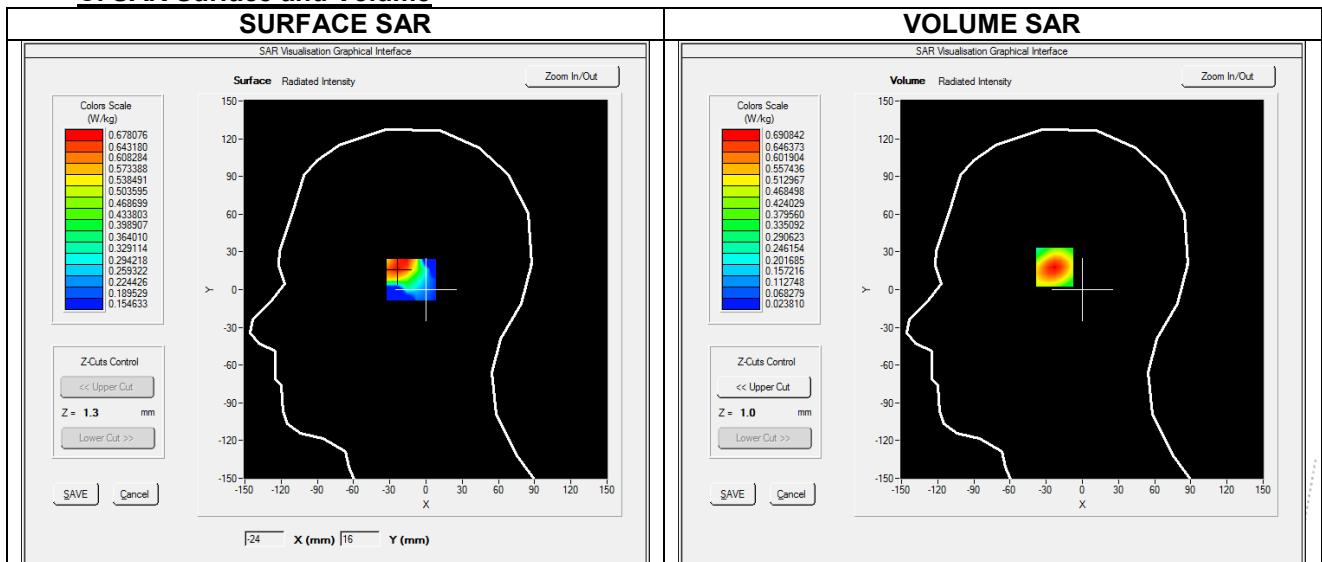 SURFACE SAR
SAR Visualisation Graphical Interface
Surface Radiated Intensity
Zoom In/Out
Colors Scale
(W/kg)
0.678076
0.643180
0.608284
0.573388
0.538491
0.503595
0.468699
0.433803
0.398907
0.364010
0.329114
0.294218
0.259322
0.224426
0.189529
0.154633
Z-Cuts Control
<< Upper Cut
Z = 1.3 mm
Lower Cut >>
SAVE Cancel
150
120
90
60
30
0
-30
-60
-90
-120
-150
Y
-150 -120 -90 -60 -30 0 30 60 90 120 150
X
-24 X (mm) 16 Y (mm)
VOLUME SAR
SAR Visualisation Graphical Interface
Volume Radiated Intensity
Zoom In/Out
Colors Scale
(W/kg)
0.690842
0.646373
0.601904
0.557436
0.512967
0.468498
0.424029
0.379560
0.335092
0.290623
0.246154
0.201685
0.157216
0.112748
0.068279
0.023810
Z-Cuts Control
<< Upper Cut
Z = 1.0 mm
Lower Cut >>
SAVE Cancel
150
120
90
60
30
0
-30
-60
-90
-120
-150
Y
-150 -120 -90 -60 -30 0 30 60 90 120 150
X